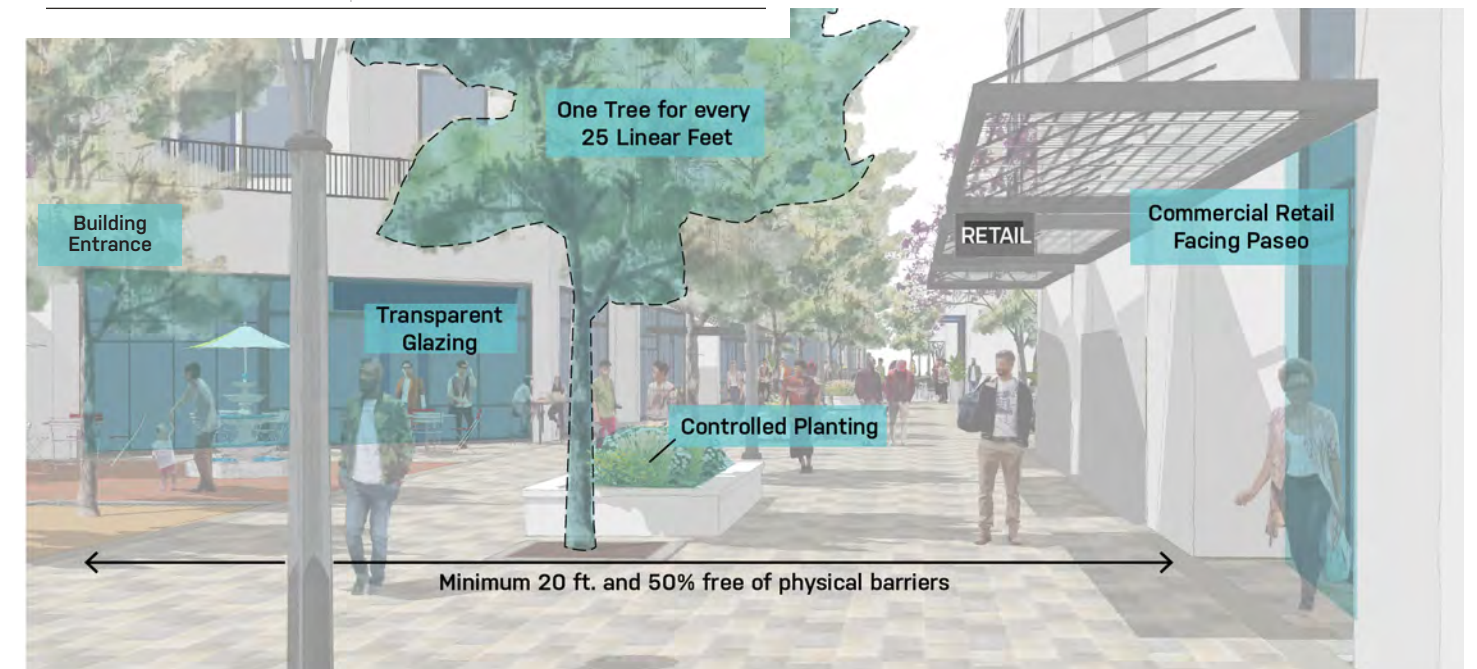 One Tree for every
25 Linear Feet
Building
Entrance
Commercial Retail
Facing Paseo
RETAIL
Transparent
Glazing
Controlled Planting
Minimum 20 ft. and 50% free of physical barriers